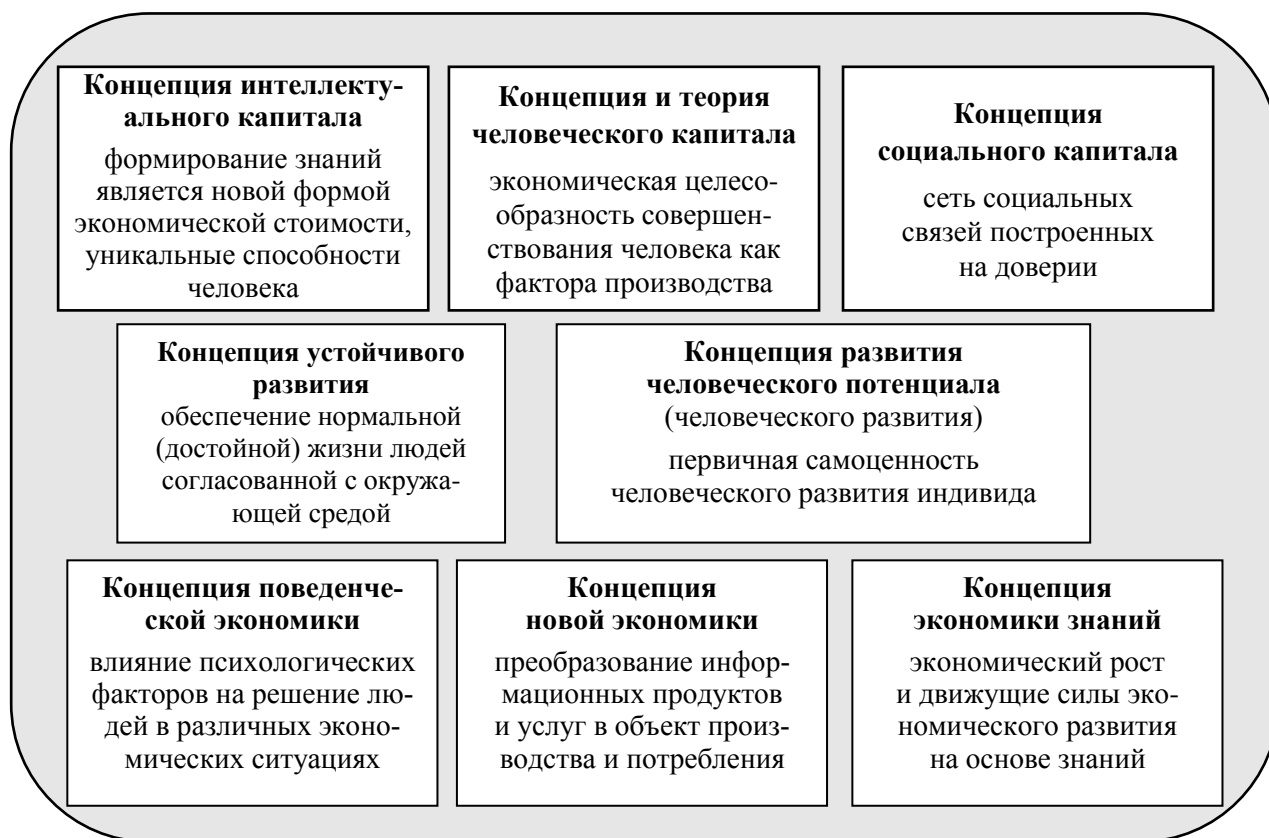 Концепция интеллекту-
ального капитала
формирование знаний
является новой формой
экономической стоимости,
уникальные способности
человека
Концепция и теория
человеческого капитала
экономическая целесо-
образность совершен-
ствования человека как
фактора производства
Концепция
социального капитала
сеть социальных
связей построенных
на доверии
Концепция устойчивого
развития
обеспечение нормальной
(достойной) жизни людей
согласованной с окружа-
ющей средой
Концепция развития
человеческого потенциала
(человеческого развития)
первичная самоценность
человеческого развития индивида
Концепция поведенче-
ской экономики
влияние психологических
факторов на решение лю-
дей в различных эконо-
мических ситуациях
Концепция
новой экономики
преобразование инфор-
мационных продуктов
и услуг в объект произ-
водства и потребления
Концепция
экономики знаний
экономический рост
и движущие силы эко-
номического развития
на основе знаний